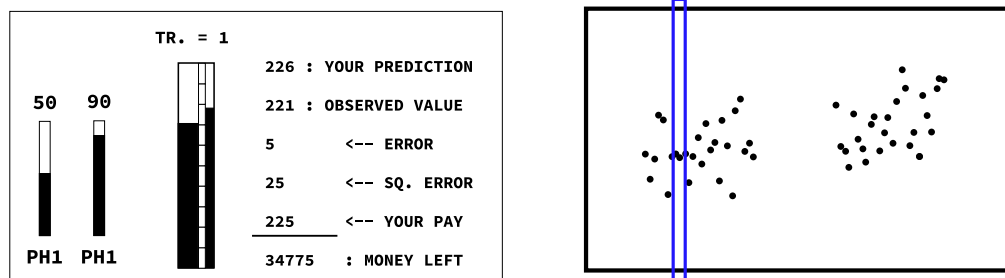 TR. = 1
226 : YOUR PREDICTION
50
90
221 : OBSERVED VALUE
5 <-- ERROR
25 <-- SQ. ERROR
225 <-- YOUR PAY
PH1 PH1
34775 : MONEY LEFT